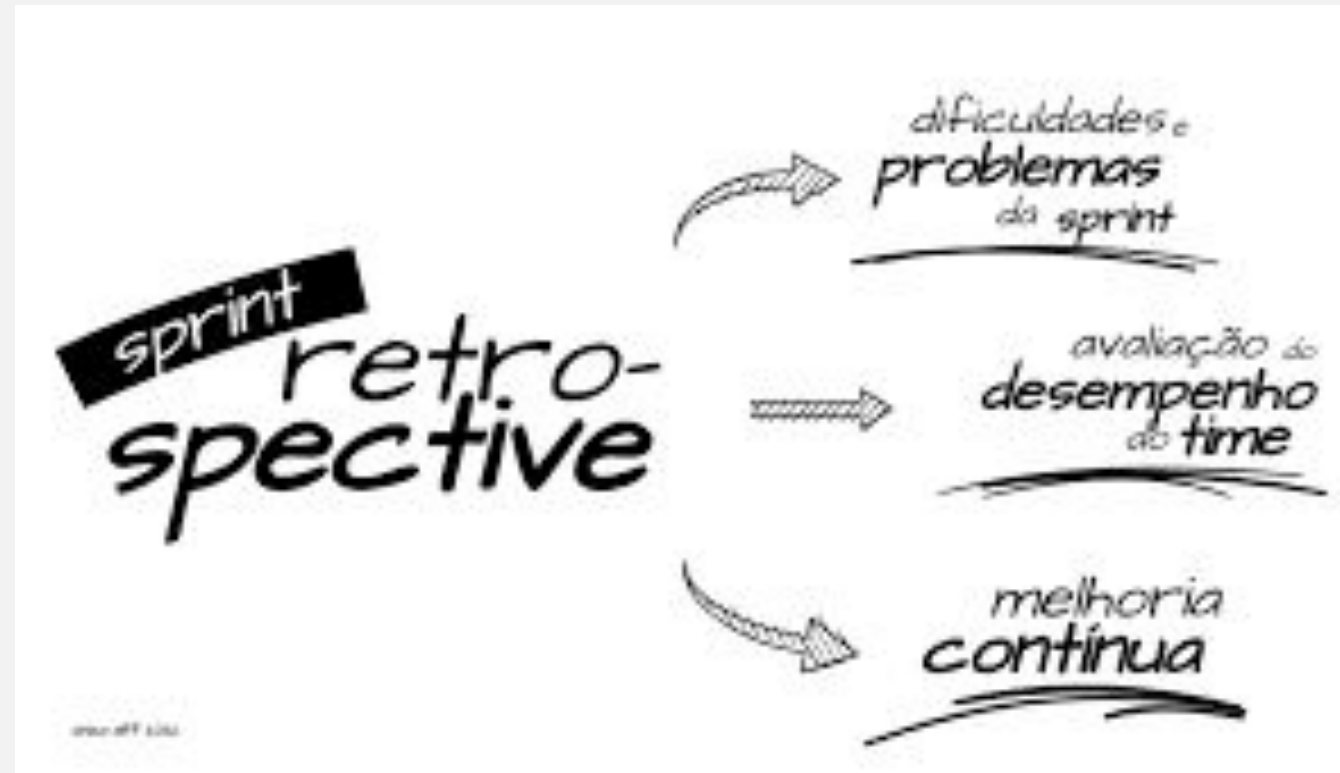 sprint
retro-
spective
dificuldades e
problemas
da sprint
avaliação do
desempenho
do time
melhoria
contínua